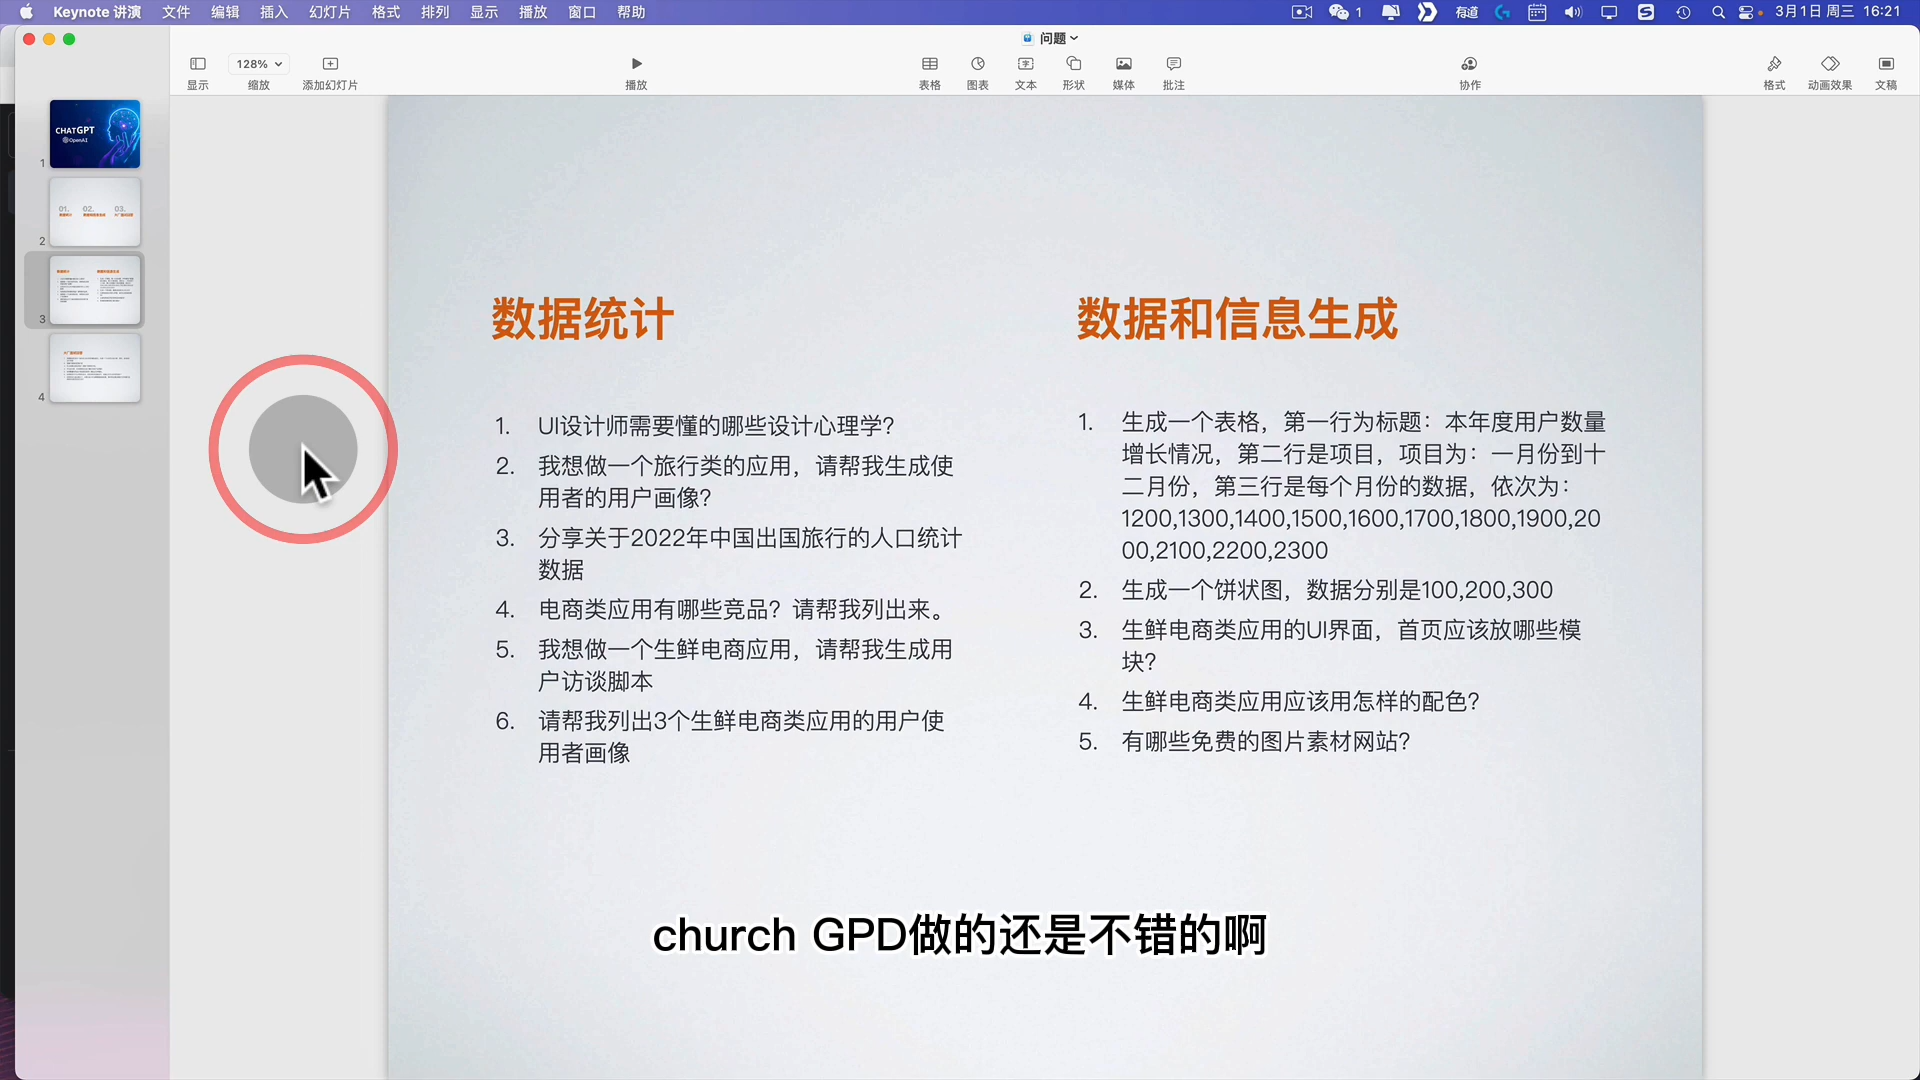 Keynote 讲演 文件 编辑 插入 幻灯片 格式 排列 显示 播放 窗口 帮助
1 有道 3月1日 周三 16:21
问题
128%
显示 缩放 添加幻灯片 播放 表格 图表 文本 形状 媒体 批注 协作 格式 动画效果 文稿
CHATGPT
OpenAI
1
01. 02. 03.
2
3
4
数据统计
1. UI设计师需要懂的哪些设计心理学？
2. 我想做一个旅行类的应用，请帮我生成使
用者的用户画像？
3. 分享关于2022年中国出国旅行的人口统计
数据
4. 电商类应用有哪些竞品？请帮我列出来。
5. 我想做一个生鲜电商应用，请帮我生成用
户访谈脚本
6. 请帮我列出3个生鲜电商类应用的用户使
用者画像
数据和信息生成
1. 生成一个表格，第一行为标题：本年度用户数量
增长情况，第二行是项目，项目为：一月份到十
二月份，第三行是每个月份的数据，依次为：
1200,1300,1400,1500,1600,1700,1800,1900,20
00,2100,2200,2300
2. 生成一个饼状图，数据分别是100,200,300
3. 生鲜电商类应用的UI界面，首页应该放哪些模
块？
4. 生鲜电商类应用应该用怎样的配色？
5. 有哪些免费的图片素材网站？
church GPD做的还是不错的啊